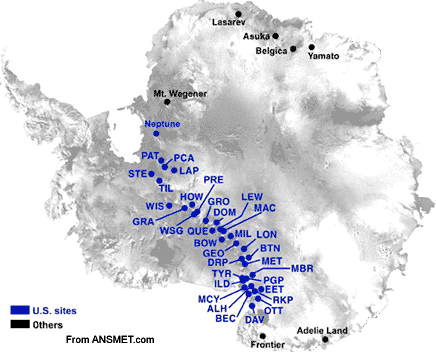 Lasarev
Asuka
Belgica
Yamato
Mt. Wegener
Neptune
PAT
PCA
LAP
STE
TIL
PRE
HOW
GRO
LEW
WIS
DOM
MAC
GRA
WSG
QUE
MIL
LON
BOW
GEO
BTN
DRP
MET
TYR
MBR
ILD
PGP
MCY
EET
ALH
RKP
BEC
OTT
DAV
U.S. sites
Others
From ANSMET.com
Frontier
Adelie Land